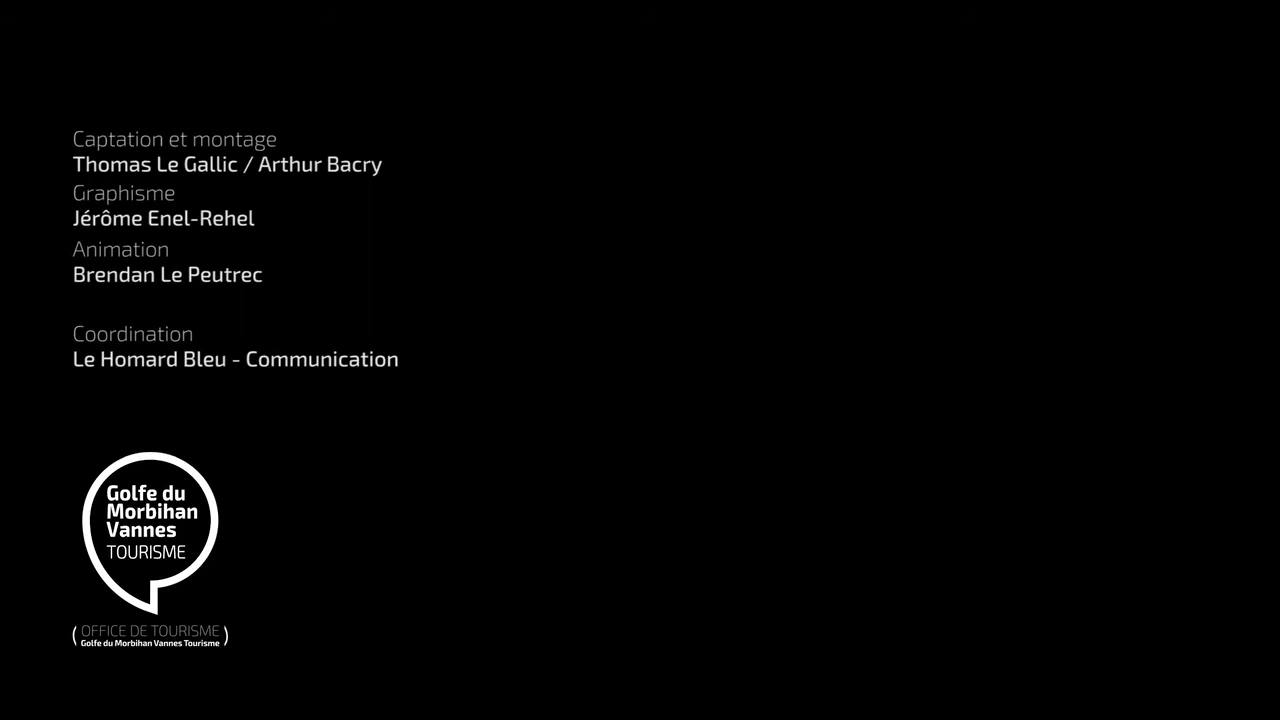 Captation et montage
Thomas Le Gallic / Arthur Bacry
Graphisme
Jérôme Enel-Rehel
Animation
Brendan Le Peutrec
Coordination
Le Homard Bleu - Communication
Golfe du
Morbihan
Vannes
TOURISME
( OFFICE DE TOURISME )
Golfe du Morbihan Vannes Tourisme